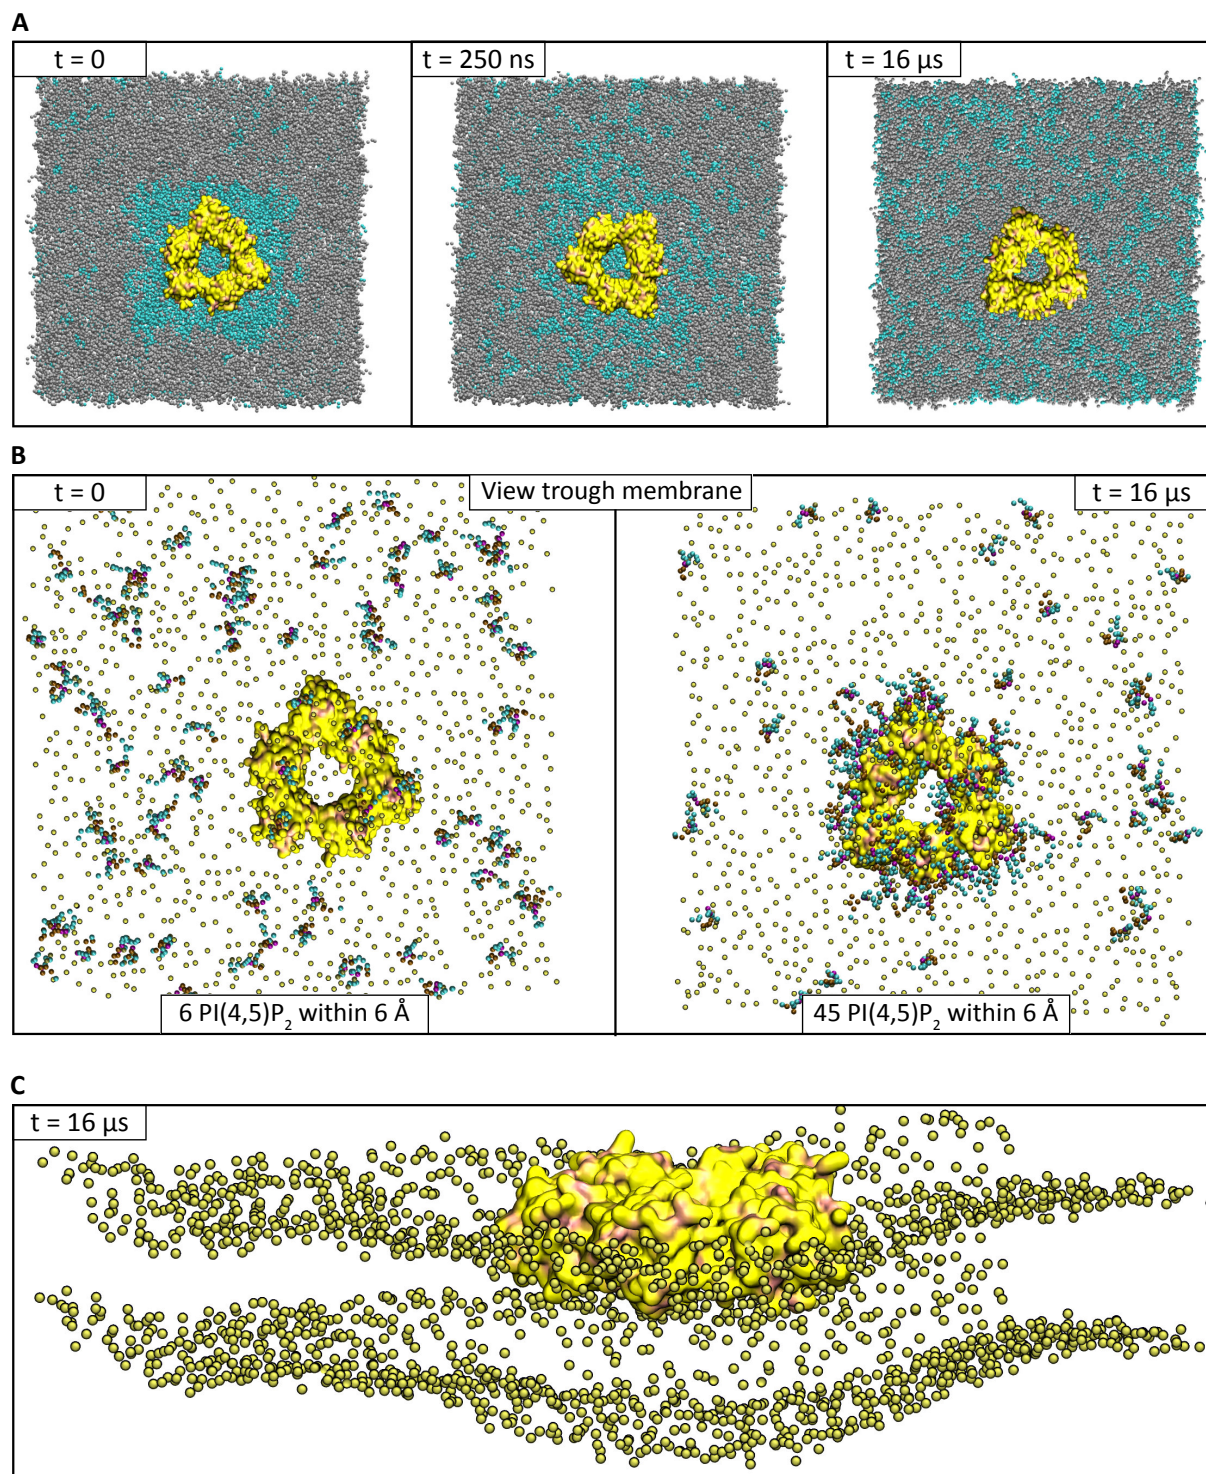 A
t = 0
t = 250 ns
t = 16 µs
B
t = 0
View trough membrane
t = 16 µs
6 PI(4,5)P₂ within 6 Å
45 PI(4,5)P₂ within 6 Å
C
t = 16 µs